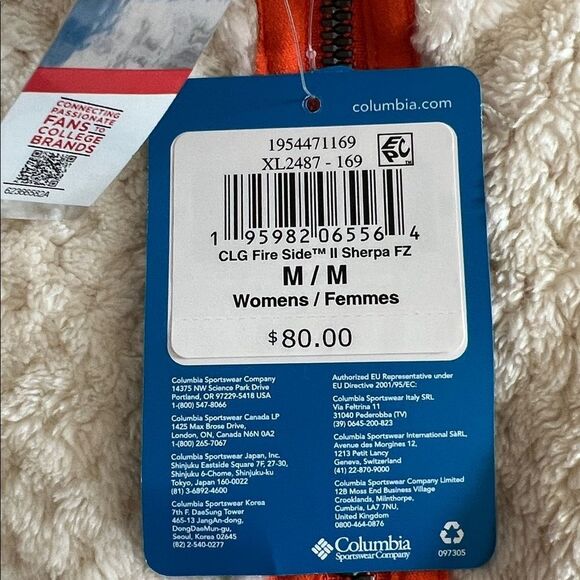 CONNECTING
PASSIONATE
FANS TO
COLLEGE
BRANDS
columbia.com
1954471169
XL2487 - 169
EPC
1 95982 06556 4
CLG Fire Side™ II Sherpa FZ
M / M
Womens / Femmes
$80.00
Columbia Sportswear Company
14375 NW Science Park Drive
Portland, OR 97229-5418 USA
1-(800) 547-8066
Columbia Sportswear Canada LP
1425 Max Brose Drive,
London, ON, Canada N6N 0A2
1-(800) 265-7067
Columbia Sportswear Japan, Inc.
Shinjuku Eastside Square 7F, 27-30,
Shinjuku 6-Chome, Shinjuku-ku
Tokyo, Japan 160-0022
(81) 3-6892-4600
Columbia Sportswear Korea
7th F. DaeSung Tower
465-13 JangAn-dong,
DongDaeMun-gu,
Seoul, Korea 02645
(82) 2-540-0277
Authorized EU Representative under
EU Directive 2001/95/EC:
Columbia Sportswear Italy SRL
Via Feltrina 11
31040 Pederobba (TV)
(39) 0645-200-823
Columbia Sportswear International SàRL,
Avenue des Morgines 12,
1213 Petit Lancy
Geneva, Switzerland
(41) 22-870-9000
Columbia Sportswear Company Limited
12B Moss End Business Village
Crooklands, Milnthorpe,
Cumbria, LA7 7NU,
United Kingdom
0800-464-0876
Columbia
Sportswear Company
097305